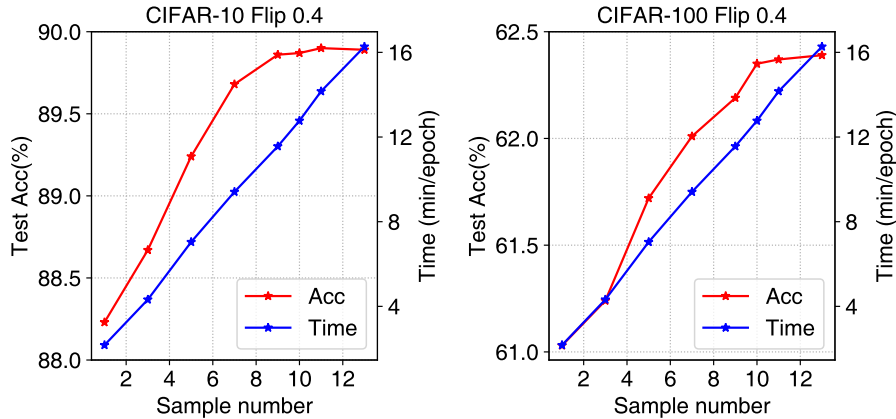 CIFAR-10 Flip 0.4
90.0
89.5
89.0
88.5
88.0
Test Acc(%)
16
12
8
4
Time (min/epoch)
Acc
Time
2 4 6 8 10 12
Sample number
CIFAR-100 Flip 0.4
62.5
62.0
61.5
61.0
Test Acc(%)
16
12
8
4
Time (min/epoch)
Acc
Time
0 2 4 6 8 10 12
Sample number